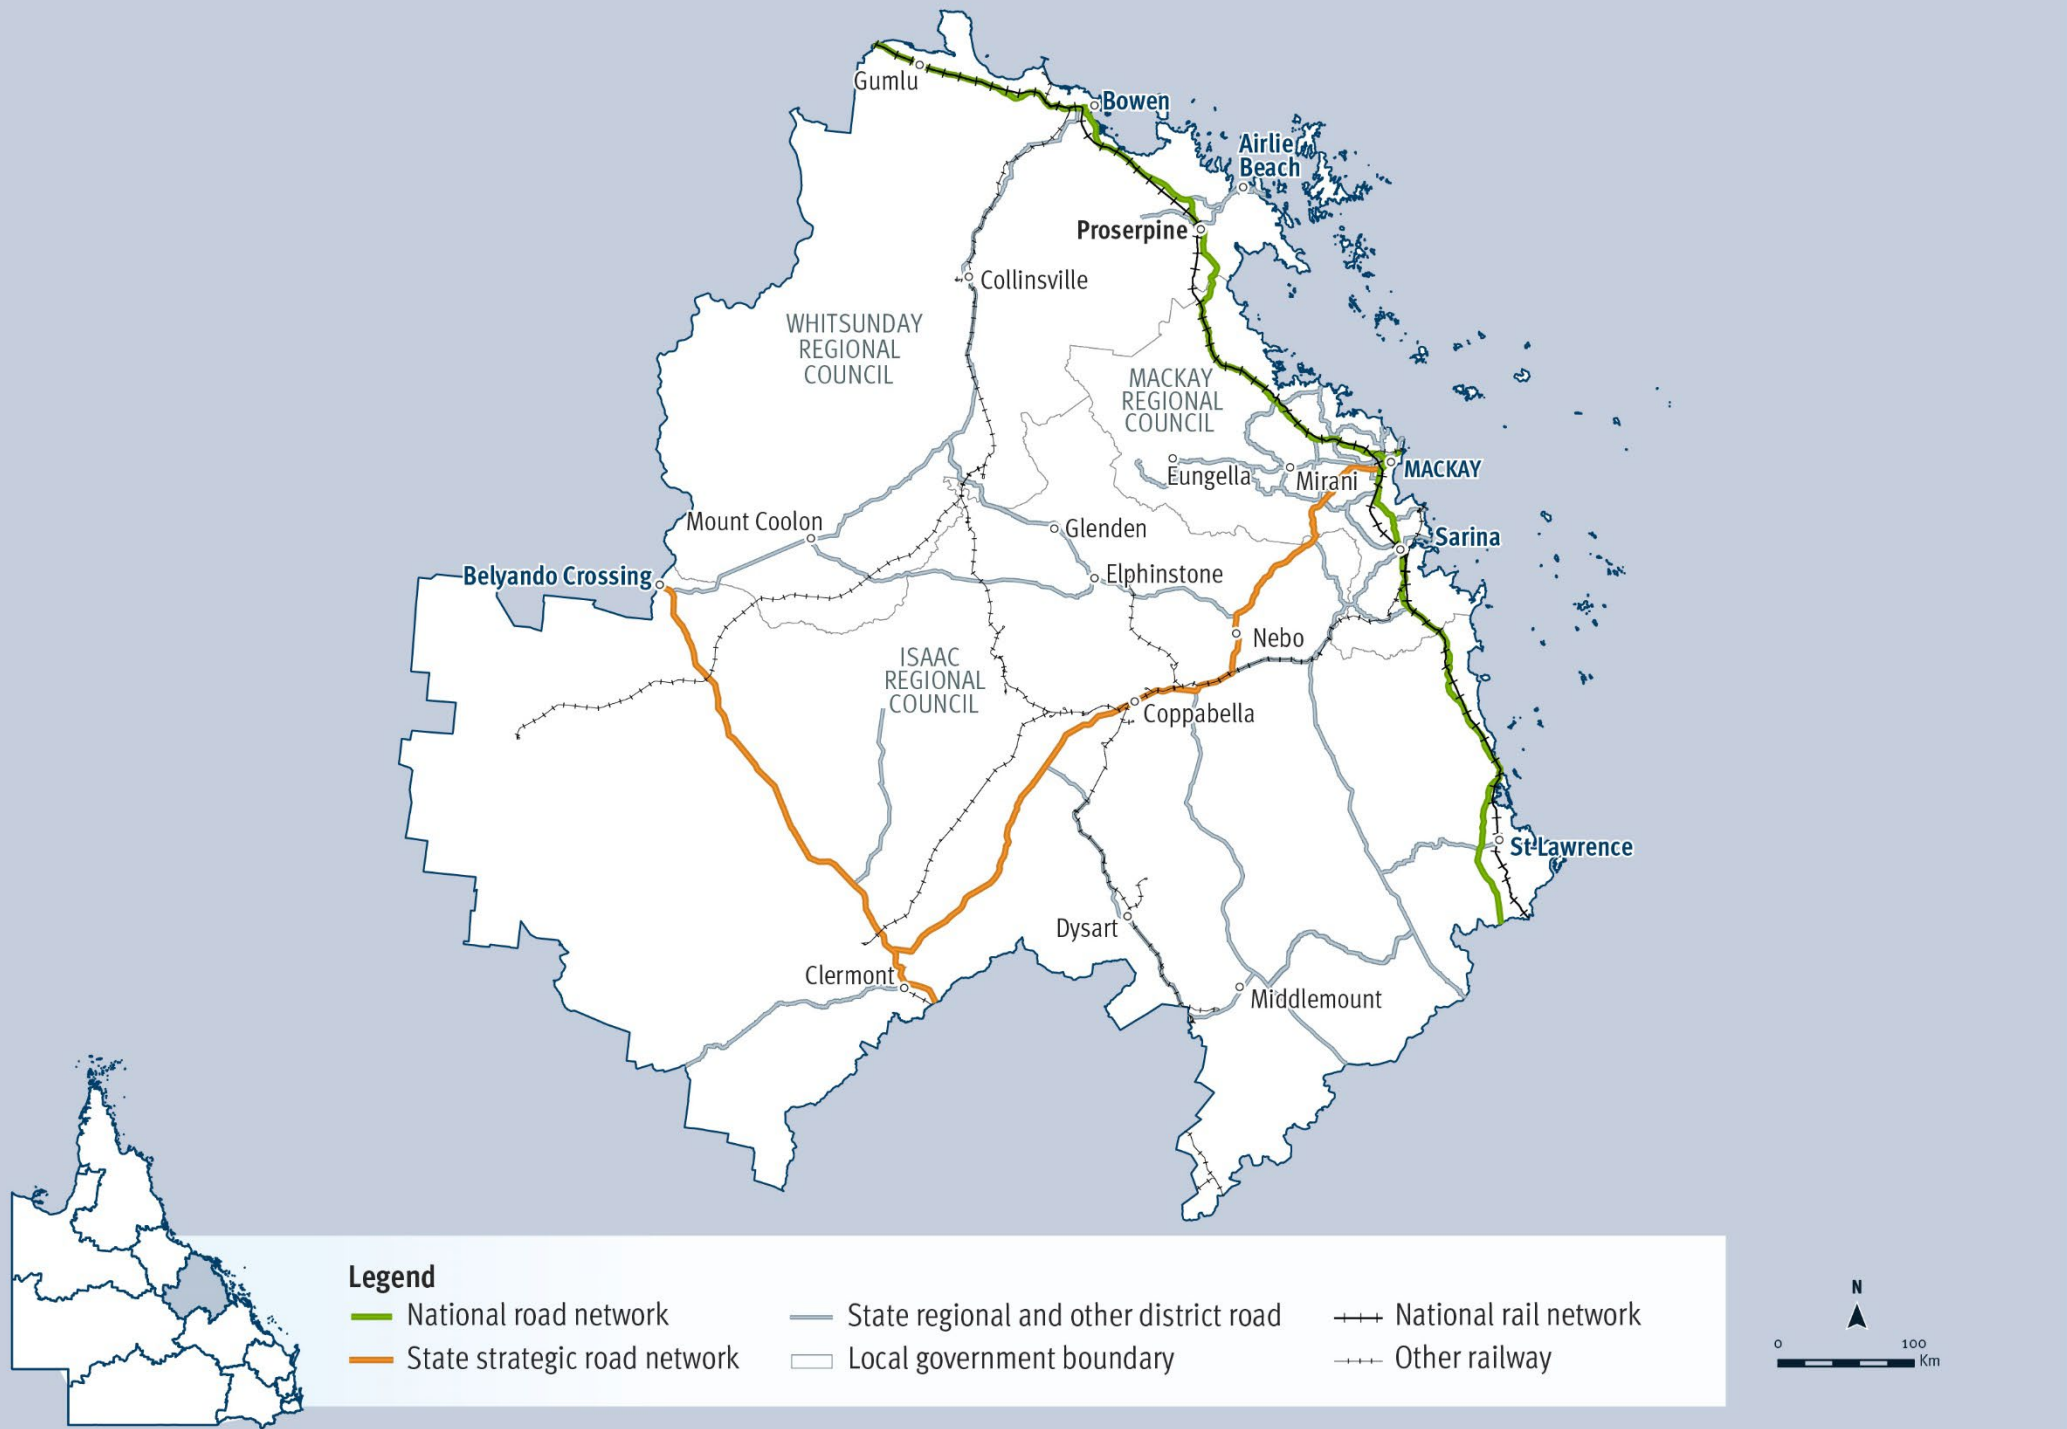 Gumlu
Bowen
Airlie
Beach
Proserpine
Collinsville
WHITSUNDAY
REGIONAL
COUNCIL
MACKAY
REGIONAL
COUNCIL
Eungella
Mirani
MACKAY
Mount Coolon
Glenden
Sarina
Belyando Crossing
Elphinstone
Nebo
ISAAC
REGIONAL
COUNCIL
Coppabella
St Lawrence
Dysart
Clermont
Middlemount
Legend
National road network
State strategic road network
State regional and other district road
Local government boundary
National rail network
Other railway
N
0 100
Km